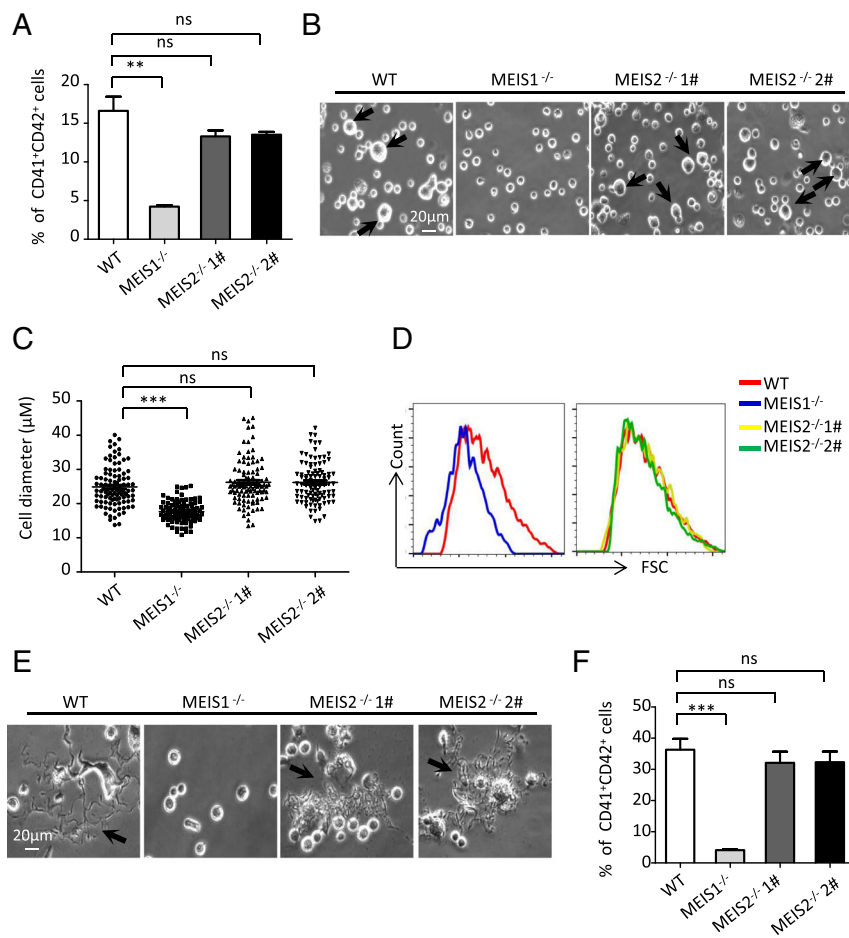 A
ns
ns
**
% of CD41⁺CD42⁺ cells
20
15
10
5
0
WT
MEIS1⁻/⁻
MEIS2⁻/⁻1#
MEIS2⁻/⁻2#
B
WT MEIS1⁻/⁻ MEIS2⁻/⁻1# MEIS2⁻/⁻2#
20μm
C
ns
ns
***
Cell diameter (μM)
50
40
30
20
10
0
WT
MEIS1⁻/⁻
MEIS2⁻/⁻1#
MEIS2⁻/⁻2#
D
WT
MEIS1⁻/⁻
MEIS2⁻/⁻1#
MEIS2⁻/⁻2#
Count
FSC
E
WT MEIS1⁻/⁻ MEIS2⁻/⁻1# MEIS2⁻/⁻2#
20μm
F
ns
ns
***
% of CD41⁺CD42⁺ cells
50
40
30
20
10
0
WT
MEIS1⁻/⁻
MEIS2⁻/⁻1#
MEIS2⁻/⁻2#